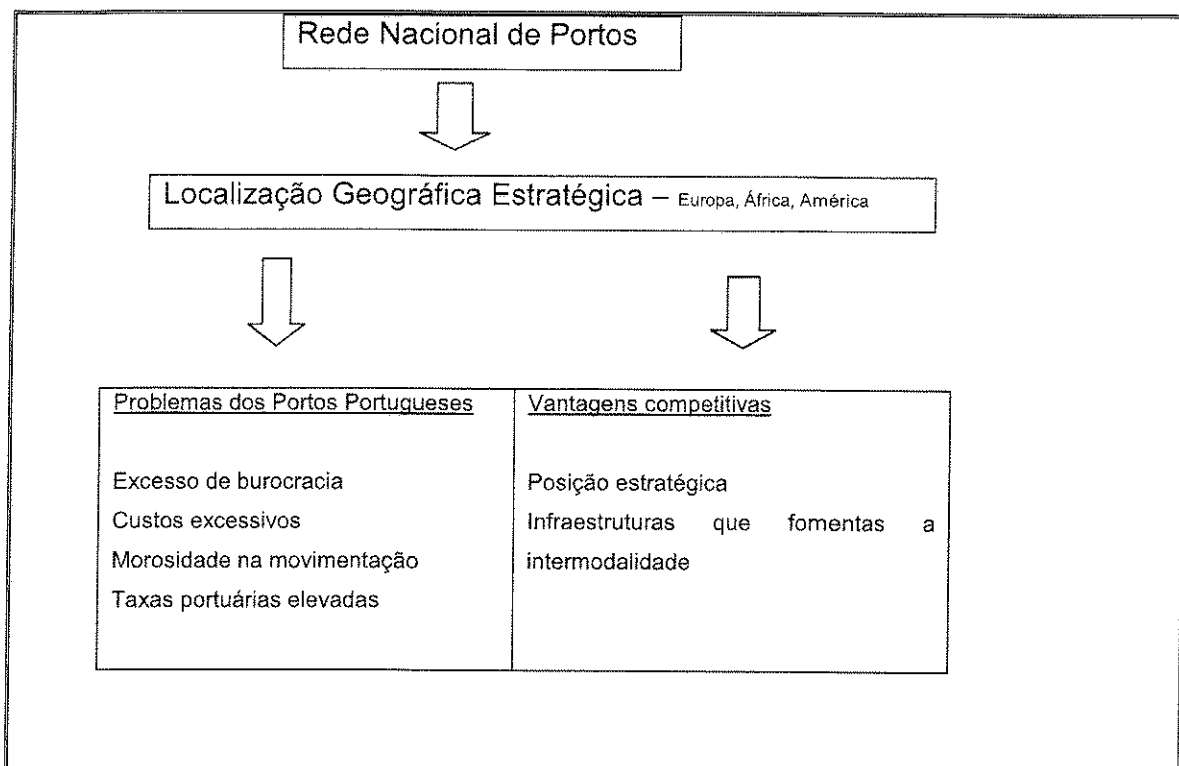 Rede Nacional de Portos
Localização Geográfica Estratégica – Europa, África, América
Problemas dos Portos Portugueses
Excesso de burocracia
Custos excessivos
Morosidade na movimentação
Taxas portuárias elevadas
Vantagens competitivas
Posição estratégica
Infraestruturas que fomentas a
intermodalidade